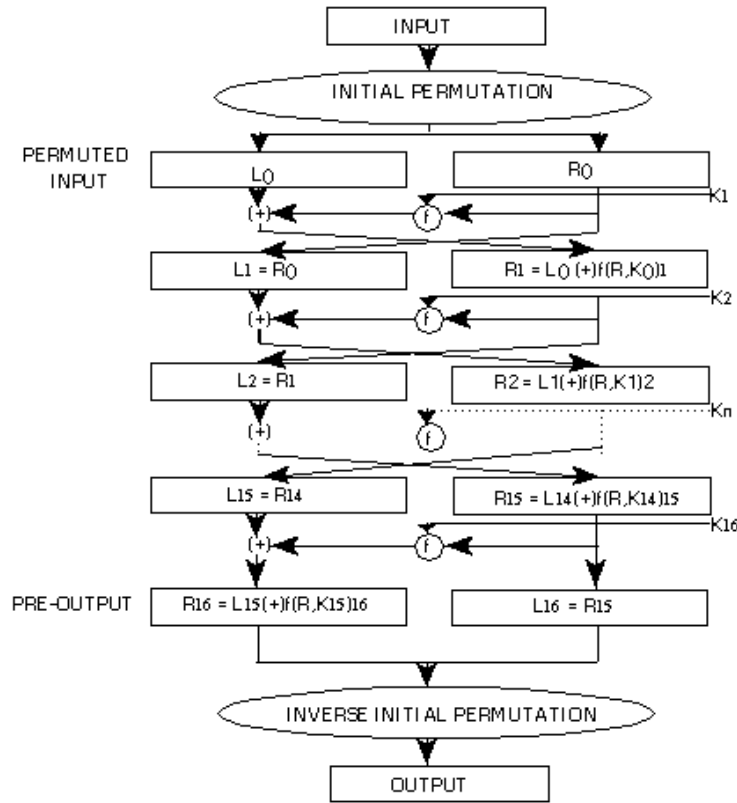 INPUT
INITIAL PERMUTATION
PERMUTED
INPUT
L0
R0
K1
(+)
f
L1 = R0
R1 = L0 (+)f(R,K0)1
K2
(+)
f
L2 = R1
R2 = L1(+)f(R,K1)2
Kn
(+)
f
L15 = R14
R15 = L14(+)f(R,K14)15
K16
(+)
f
PRE-OUTPUT
R16 = L15(+)f(R,K15)16
L16 = R15
INVERSE INITIAL PERMUTATION
OUTPUT